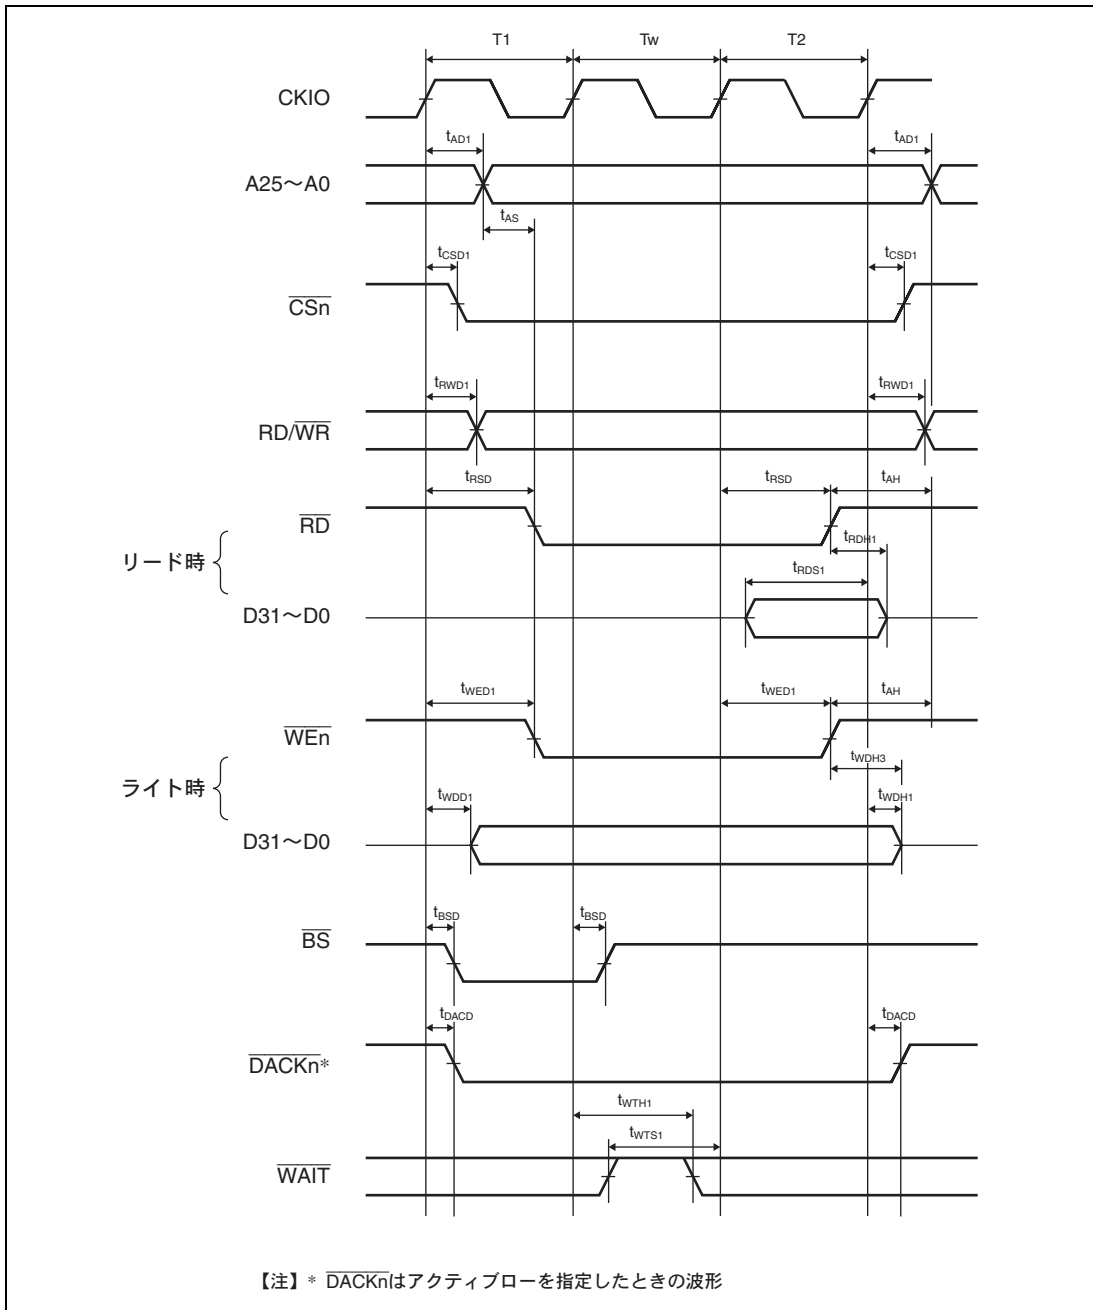 T1 Tw T2
CKIO
tAD1 tAD1
A25～A0
tAS
tCSD1 tCSD1
CSn
tRWD1 tRWD1
RD/WR
tRSD tRSD tAH
RD
tRDH1
リード時
tRDS1
D31～D0
tWED1 tWED1 tAH
WEn
tWDH3
ライト時
tWDD1 tWDH1
D31～D0
tBSD tBSD
BS
tDACD tDACD
DACKn*
tWTH1
tWTS1
WAIT
【注】* DACKnはアクティブローを指定したときの波形